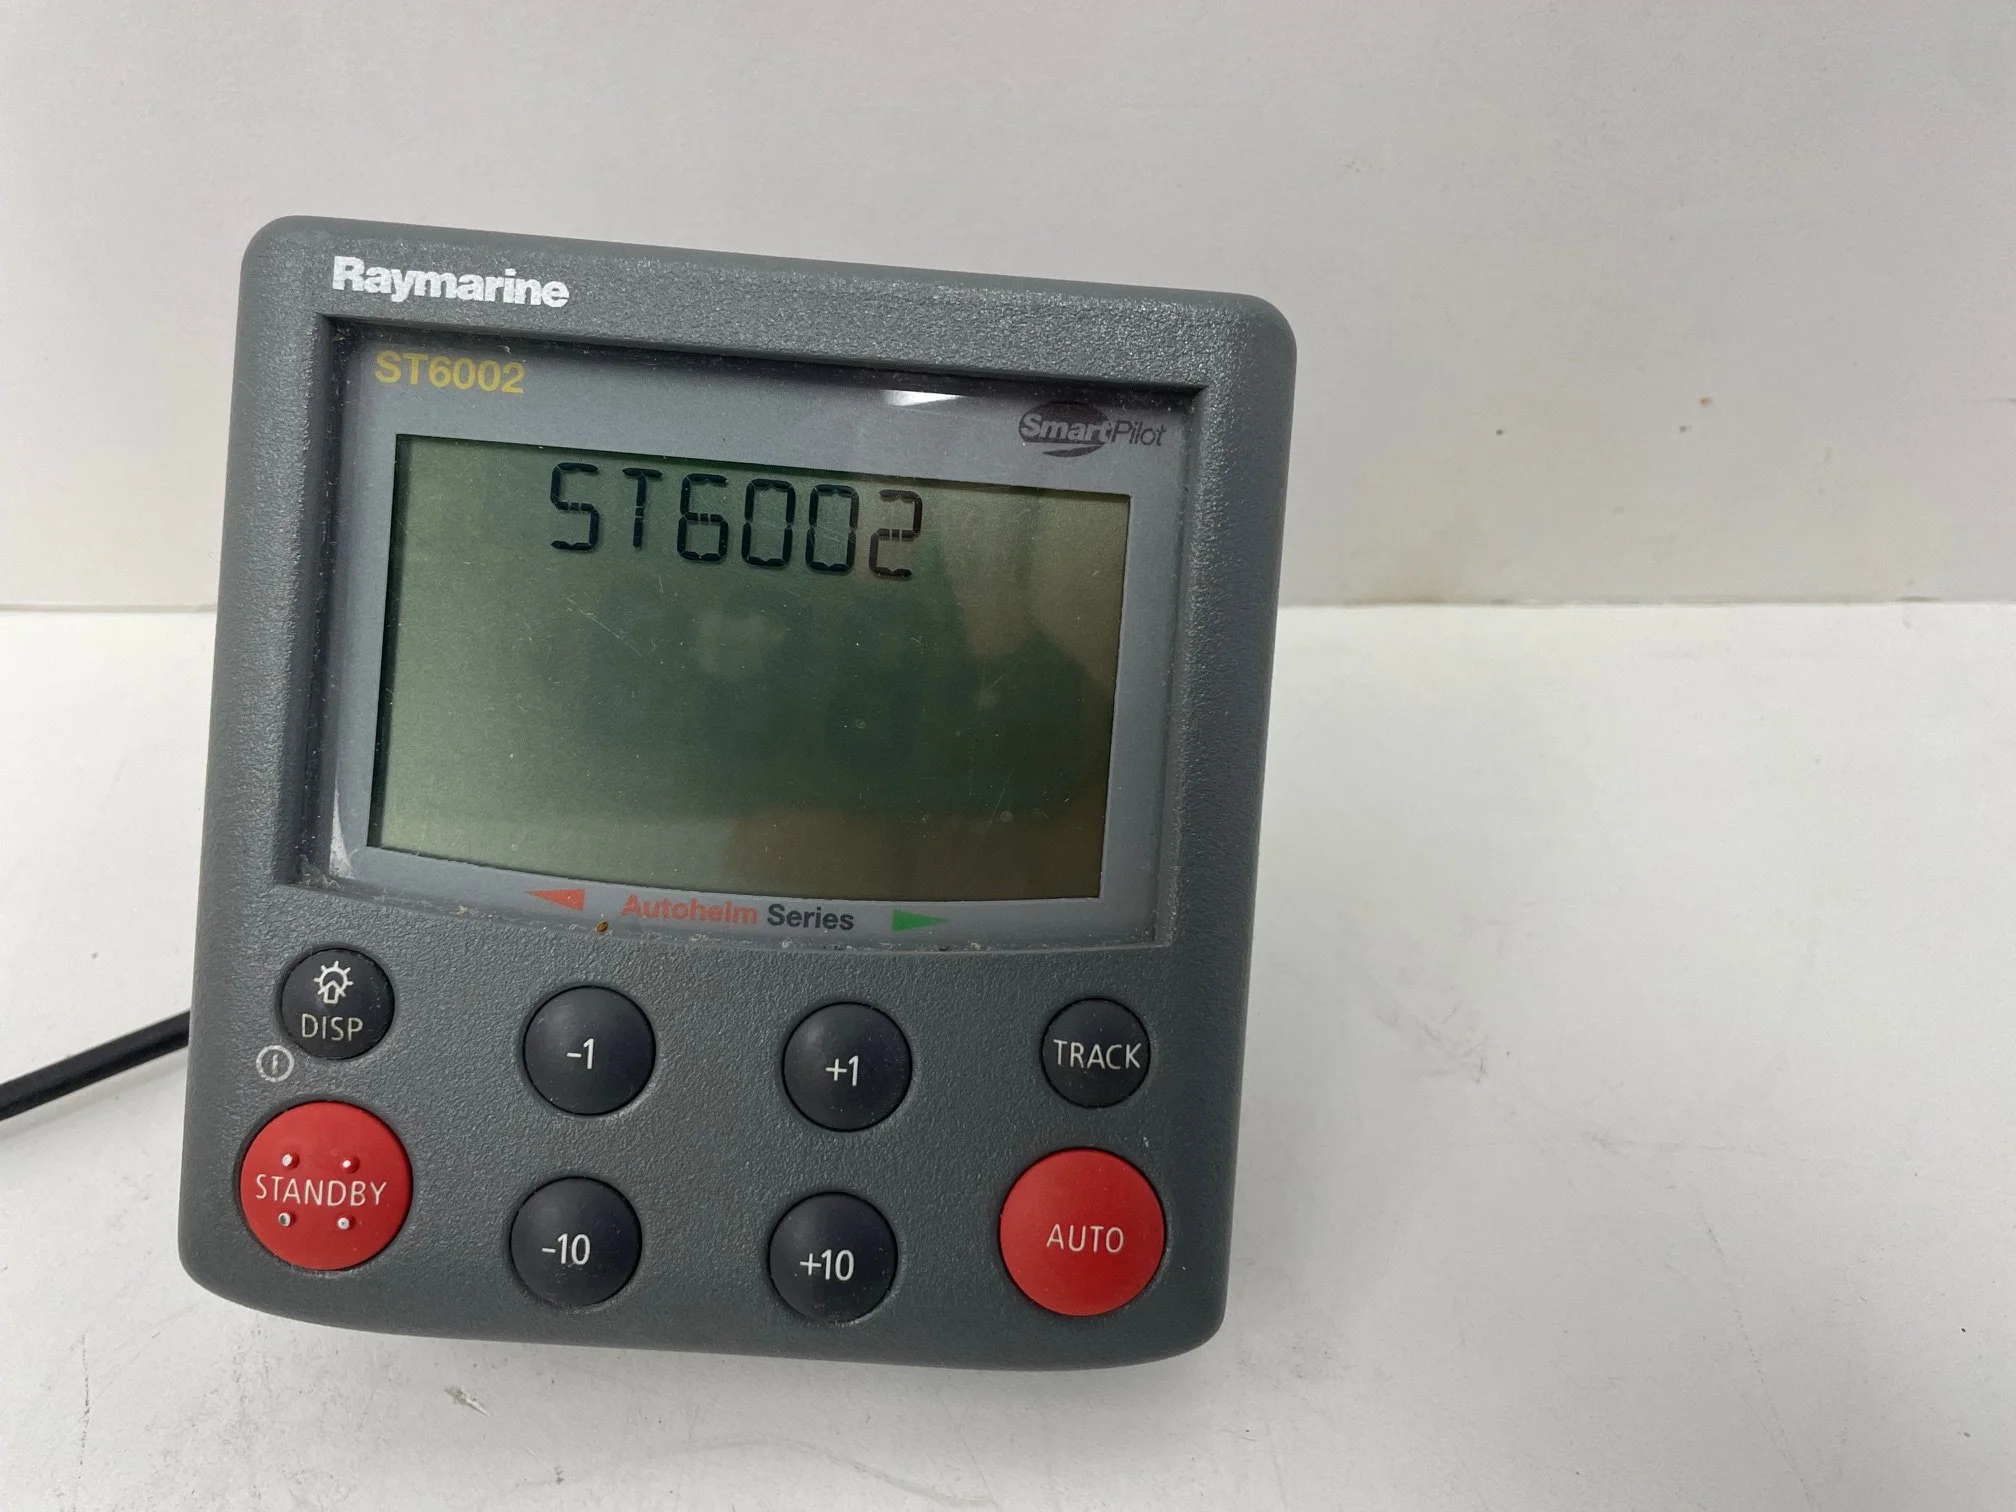 Raymarine
ST6002
SmartPilot
ST6002
Autohelm Series
DISP
-1
+1
TRACK
STANDBY
-10
+10
AUTO